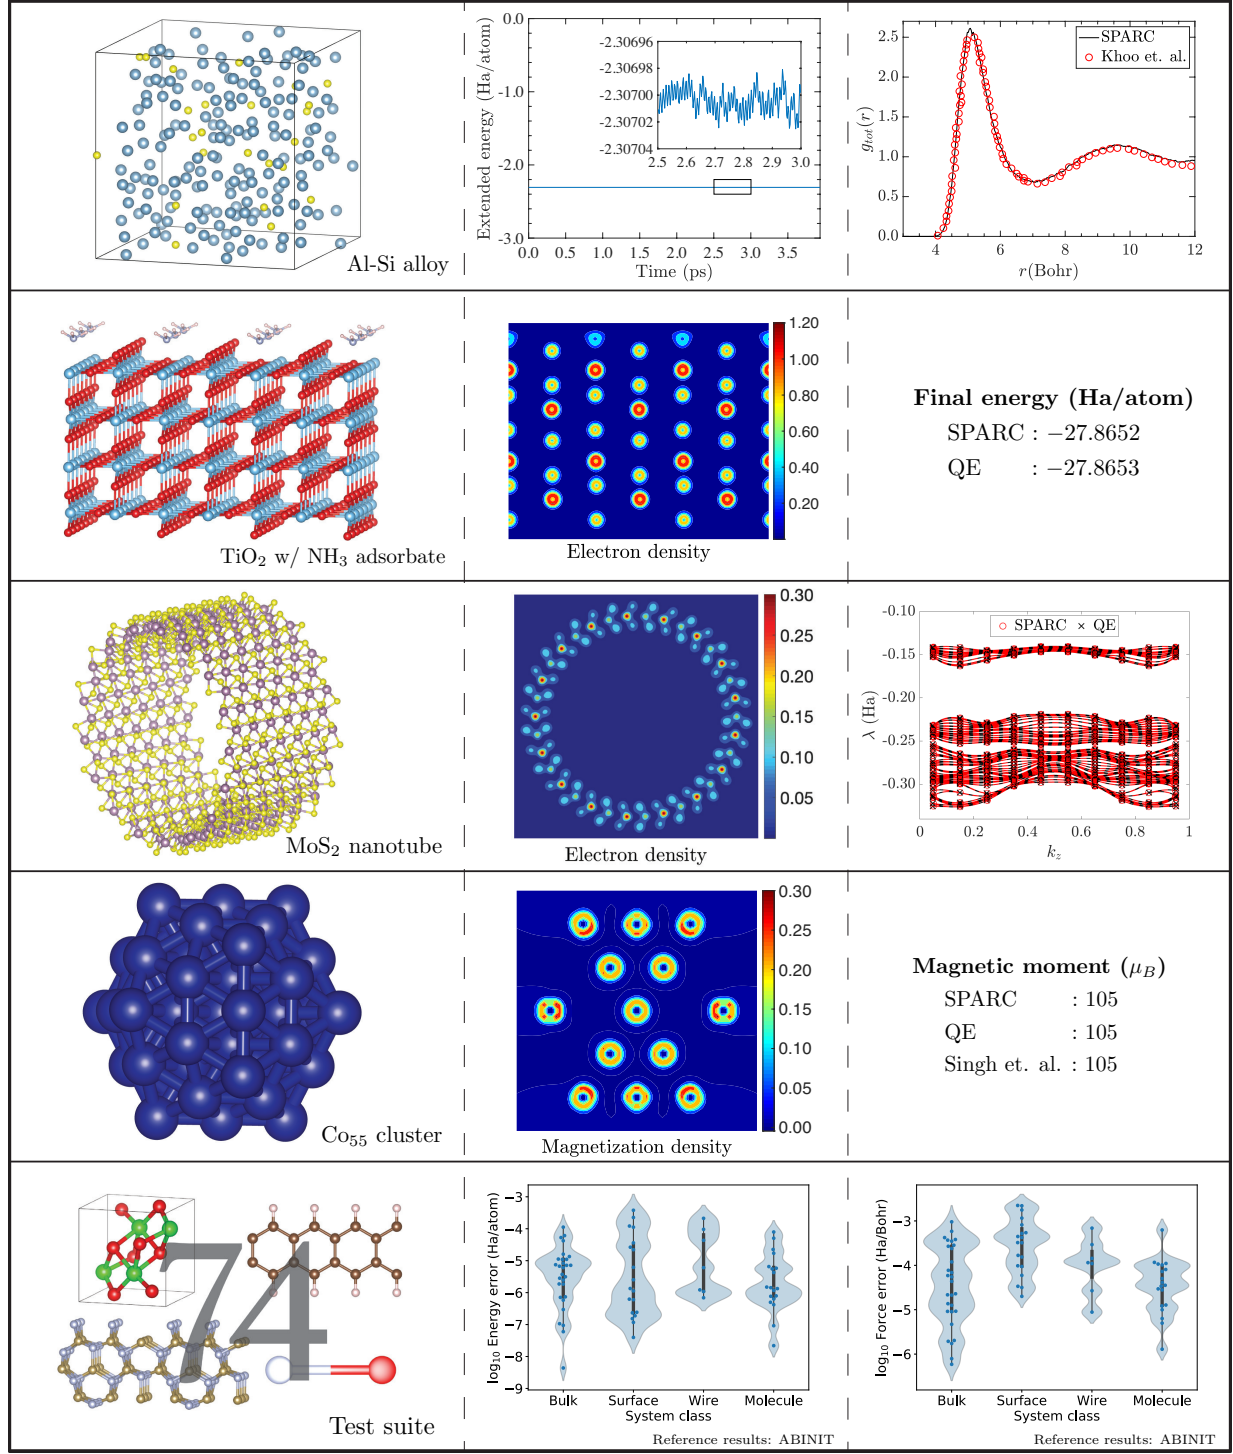 Al-Si alloy
Extended energy (Ha/atom)
0.0
-1.0
-2.0
-3.0
0.0 0.5 1.0 1.5 2.0 2.5 3.0 3.5
Time (ps)
-2.30696
-2.30698
-2.30700
-2.30702
-2.30704
2.5 2.6 2.7 2.8 2.9 3.0
g_tot(r)
2.5
2.0
1.5
1.0
0.5
0.0
4 6 8 10 12
r(Bohr)
SPARC
Khoo et. al.
TiO₂ w/ NH₃ adsorbate
1.20
1.00
0.80
0.60
0.40
0.20
Electron density
Final energy (Ha/atom)
SPARC : −27.8652
QE : −27.8653
MoS₂ nanotube
0.30
0.25
0.20
0.15
0.10
0.05
Electron density
λ (Ha)
-0.10
-0.15
-0.20
-0.25
-0.30
0 0.2 0.4 0.6 0.8 1
k_z
SPARC × QE
Co₅₅ cluster
0.30
0.25
0.20
0.15
0.10
0.05
0.00
Magnetization density
Magnetic moment (μ_B)
SPARC : 105
QE : 105
Singh et. al. : 105
74
Test suite
log₁₀ Energy error (Ha/atom)
−3
−4
−5
−6
−7
−8
−9
Bulk Surface Wire Molecule
System class
Reference results: ABINIT
log₁₀ Force error (Ha/Bohr)
−3
−4
−5
−6
Bulk Surface Wire Molecule
System class
Reference results: ABINIT